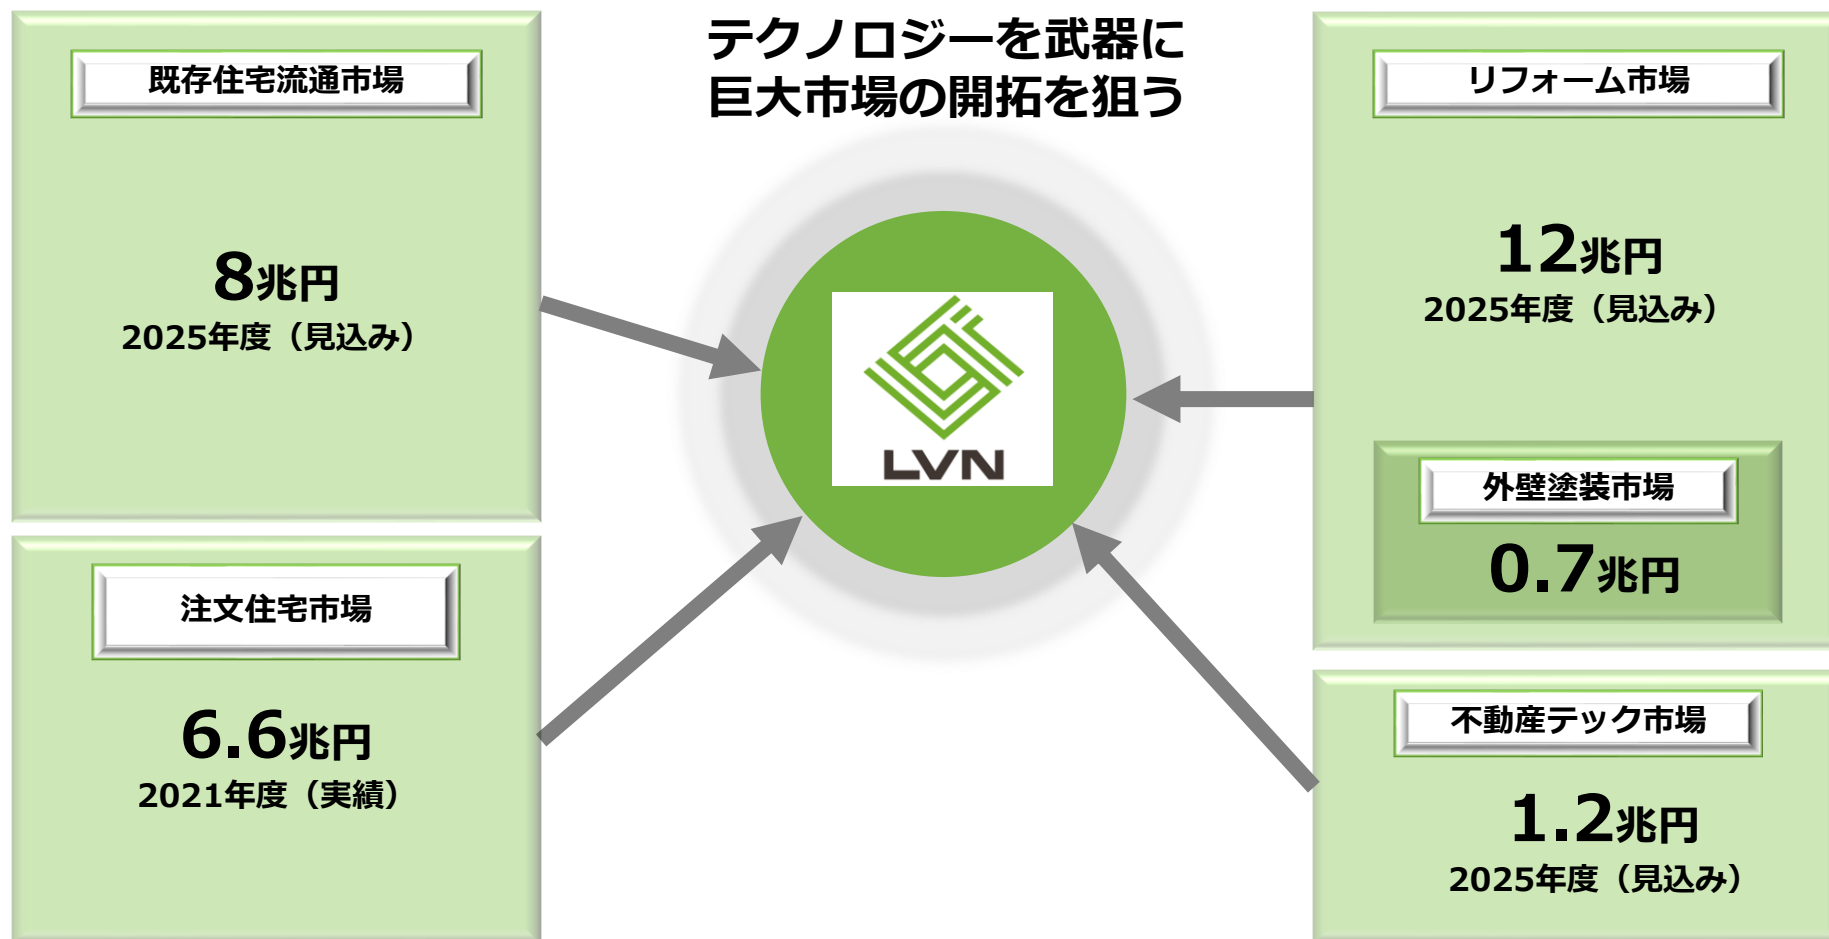 テクノロジーを武器に
巨大市場の開拓を狙う
既存住宅流通市場
8兆円
2025年度（見込み）
注文住宅市場
6.6兆円
2021年度（実績）
LVN
リフォーム市場
12兆円
2025年度（見込み）
外壁塗装市場
0.7兆円
不動産テック市場
1.2兆円
2025年度（見込み）